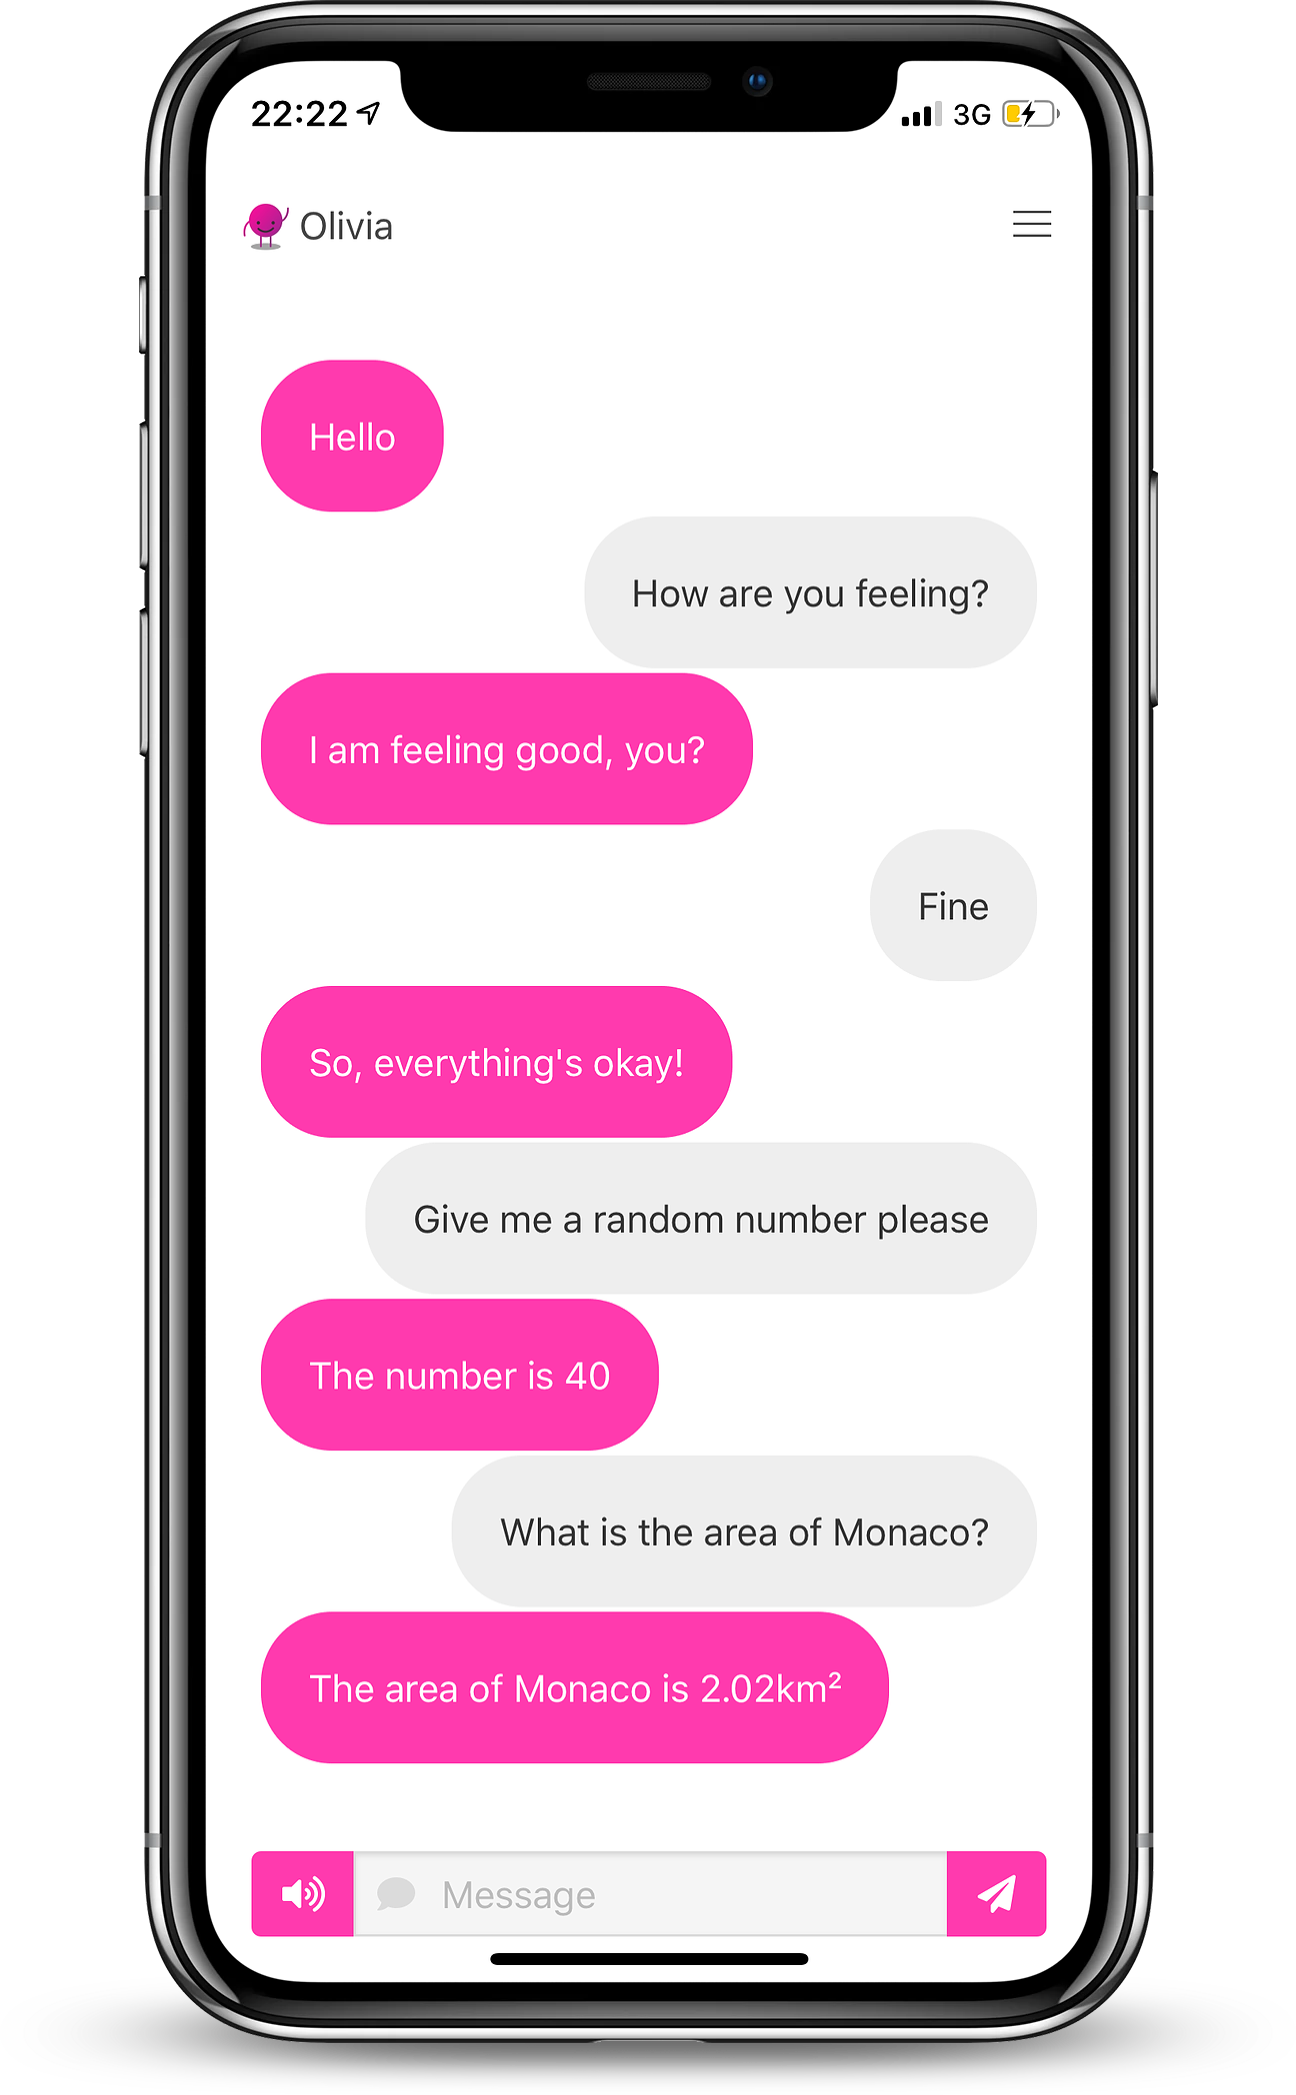 22:22
3G
Olivia
Hello
How are you feeling?
I am feeling good, you?
Fine
So, everything's okay!
Give me a random number please
The number is 40
What is the area of Monaco?
The area of Monaco is 2.02km²
Message